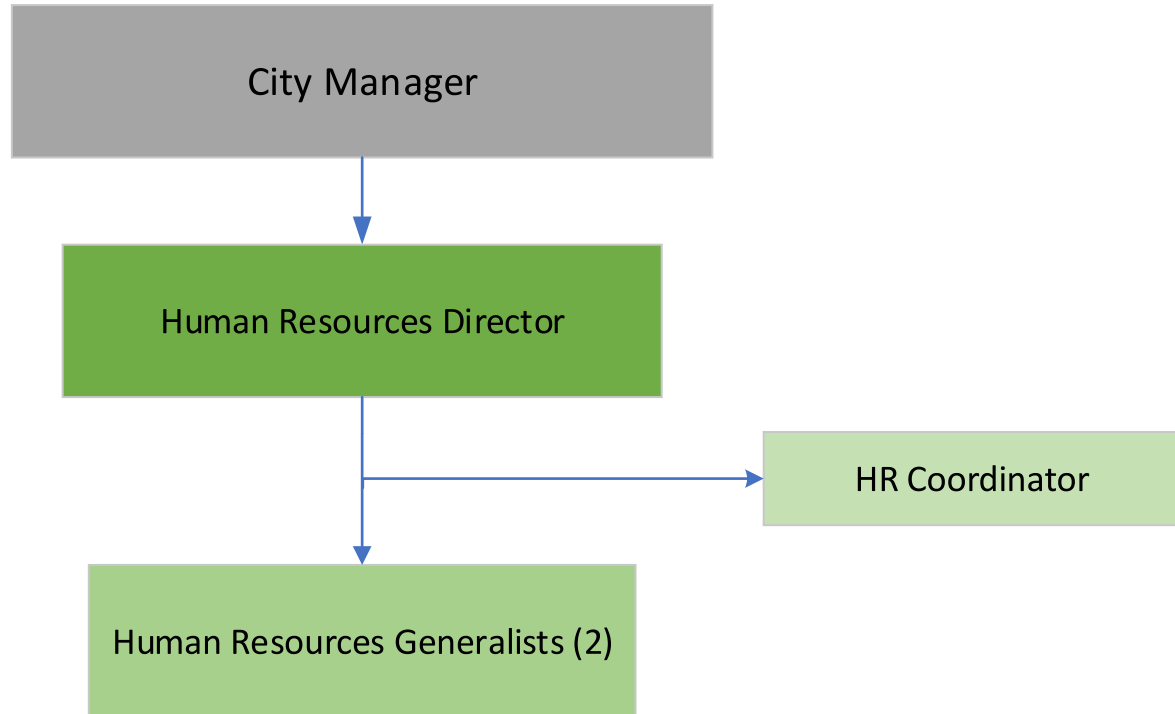 City Manager
Human Resources Director
HR Coordinator
Human Resources Generalists (2)